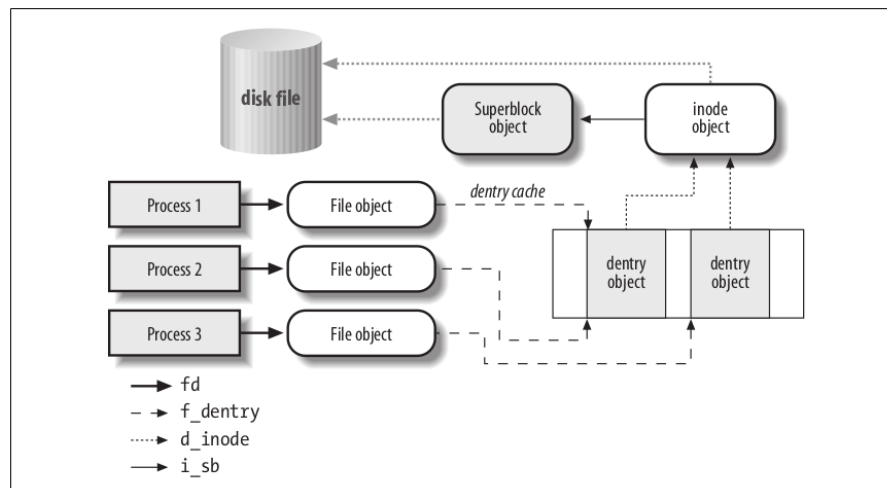 disk file
Superblock
object
inode
object
Process 1
File object
dentry cache
Process 2
File object
dentry
object
dentry
object
Process 3
File object
fd
f_dentry
d_inode
i_sb